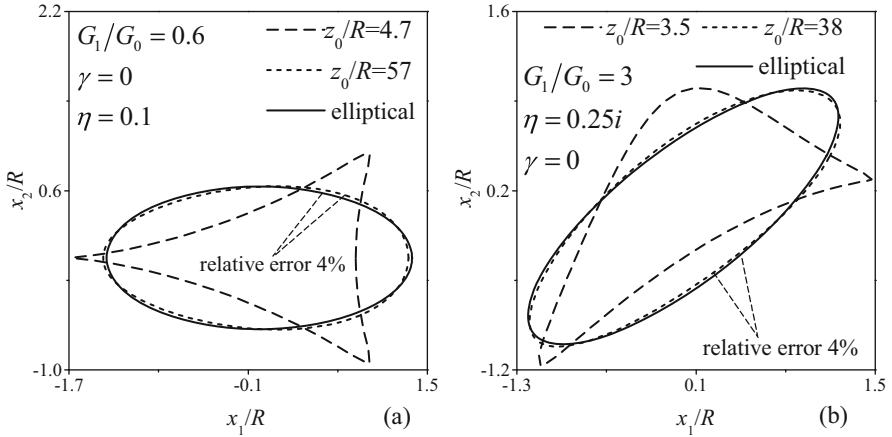 2.2
G₁/G₀ = 0.6
γ = 0
η = 0.1
z₀/R=4.7
z₀/R=57
elliptical
x₂/R
0.6
relative error 4%
-1.0
-1.7
-0.1
1.5
x₁/R
(a)
1.6
z₀/R=3.5
z₀/R=38
elliptical
G₁/G₀ = 3
η = 0.25i
γ = 0
x₂/R
0.2
relative error 4%
-1.2
-1.3
0.1
1.5
x₁/R
(b)